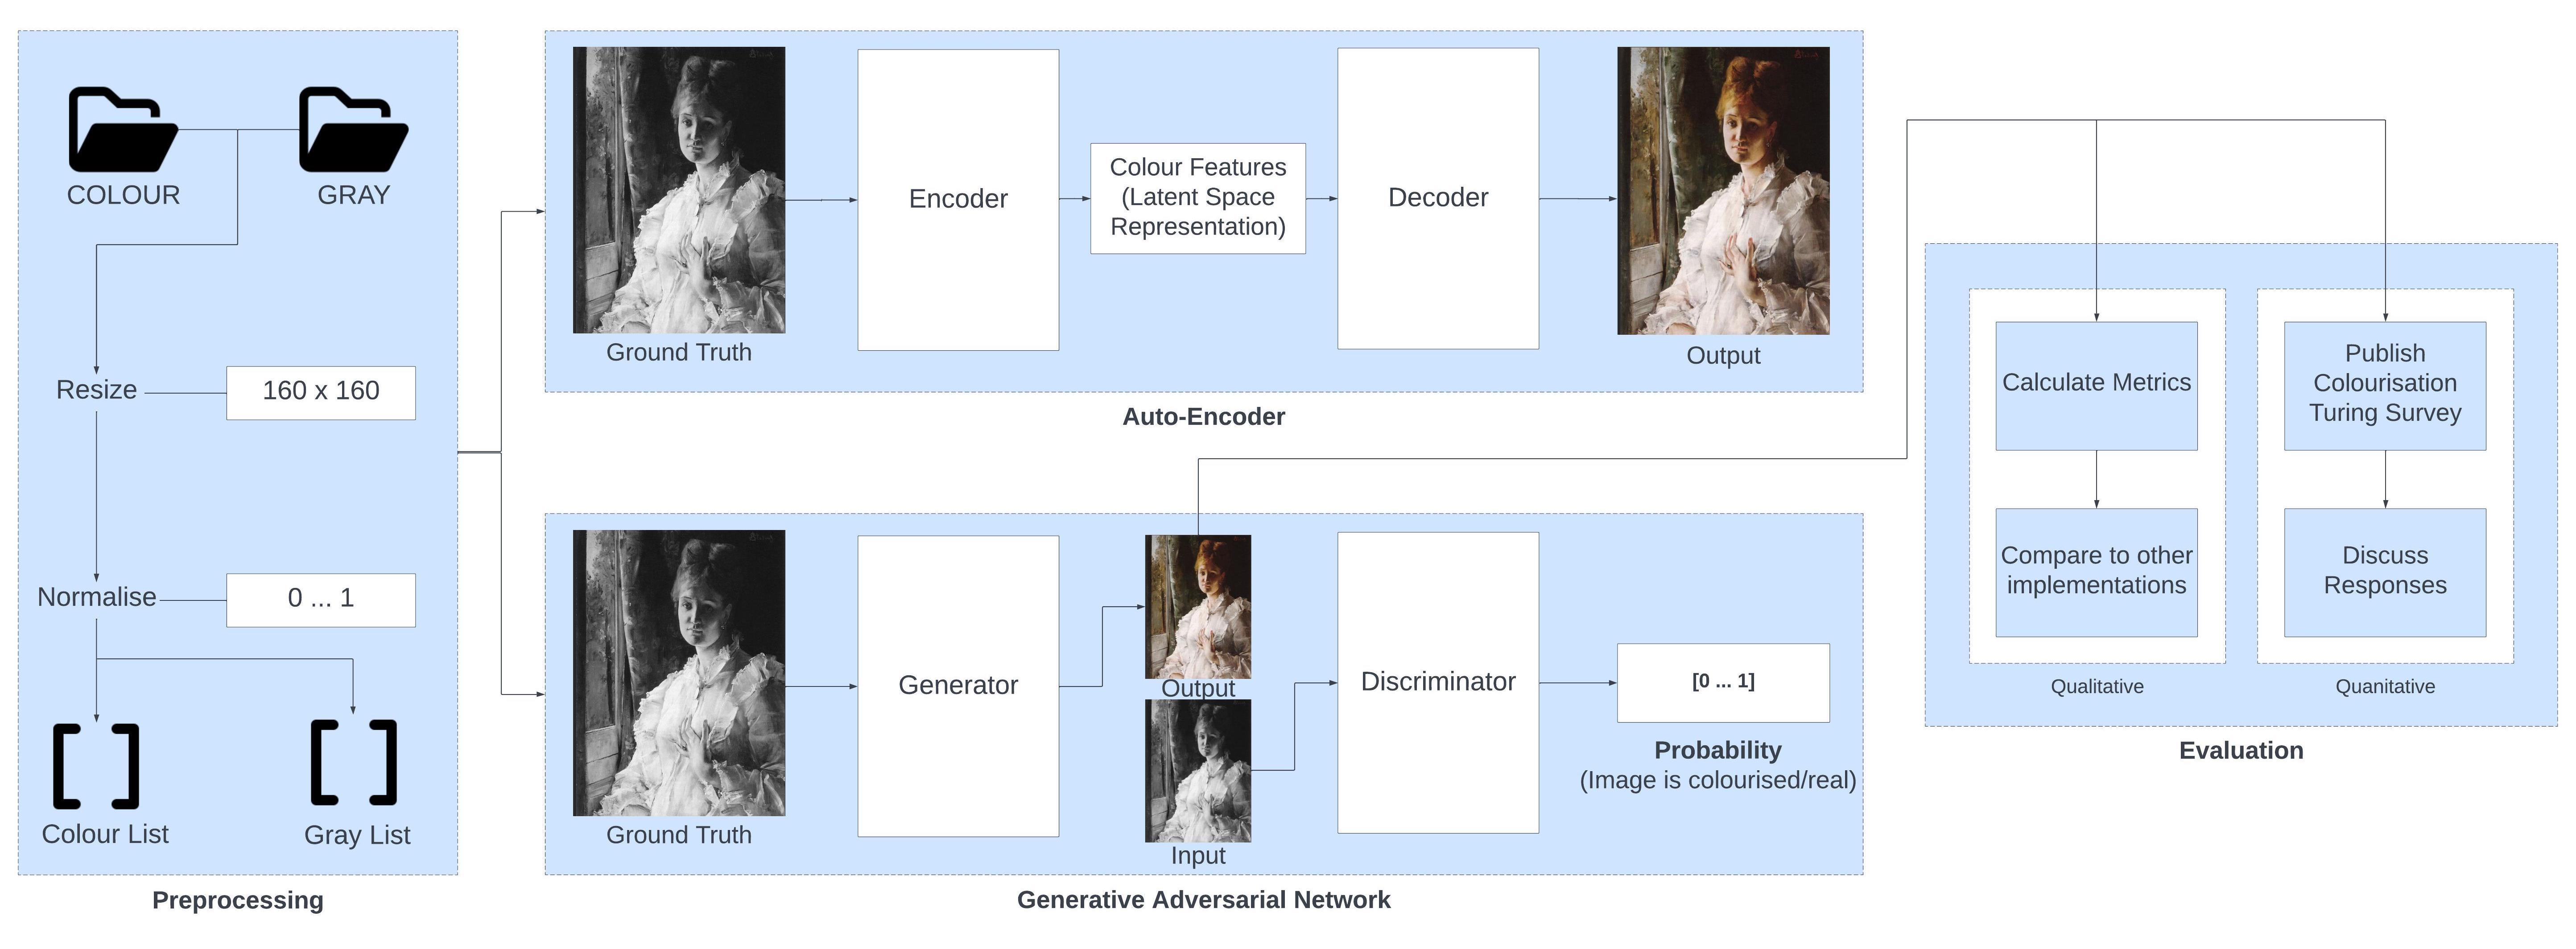 COLOUR
GRAY
Resize
160 x 160
Normalise
0 ... 1
Colour List
Gray List
Preprocessing
Ground Truth
Encoder
Colour Features
(Latent Space
Representation)
Decoder
Output
Auto-Encoder
Ground Truth
Generator
Output
Input
Discriminator
[0 ... 1]
Probability
(Image is colourised/real)
Generative Adversarial Network
Calculate Metrics
Compare to other
implementations
Qualitative
Publish
Colourisation
Turing Survey
Discuss
Responses
Quanitative
Evaluation